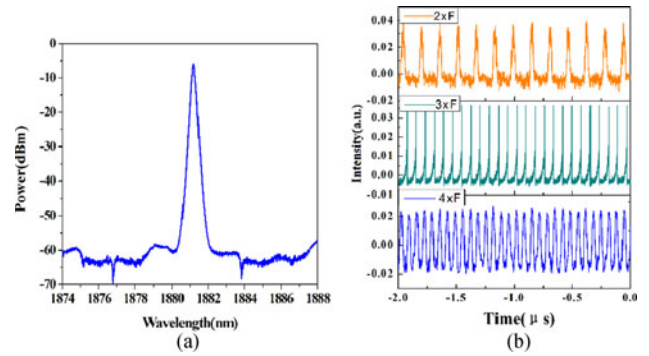 (a)
Power(dBm)
0
-10
-20
-30
-40
-50
-60
-70
1874 1876 1878 1880 1882 1884 1886 1888
Wavelength(nm)
(a)
(b)
Intensity(a.u.)
0.04
0.02
0.00
-0.02
2xF
0.03
0.01
0.00
-0.01
3xF
0.02
0.00
-0.02
4xF
-2.0 -1.5 -1.0 -0.5 0.0
Time(μs)
(b)